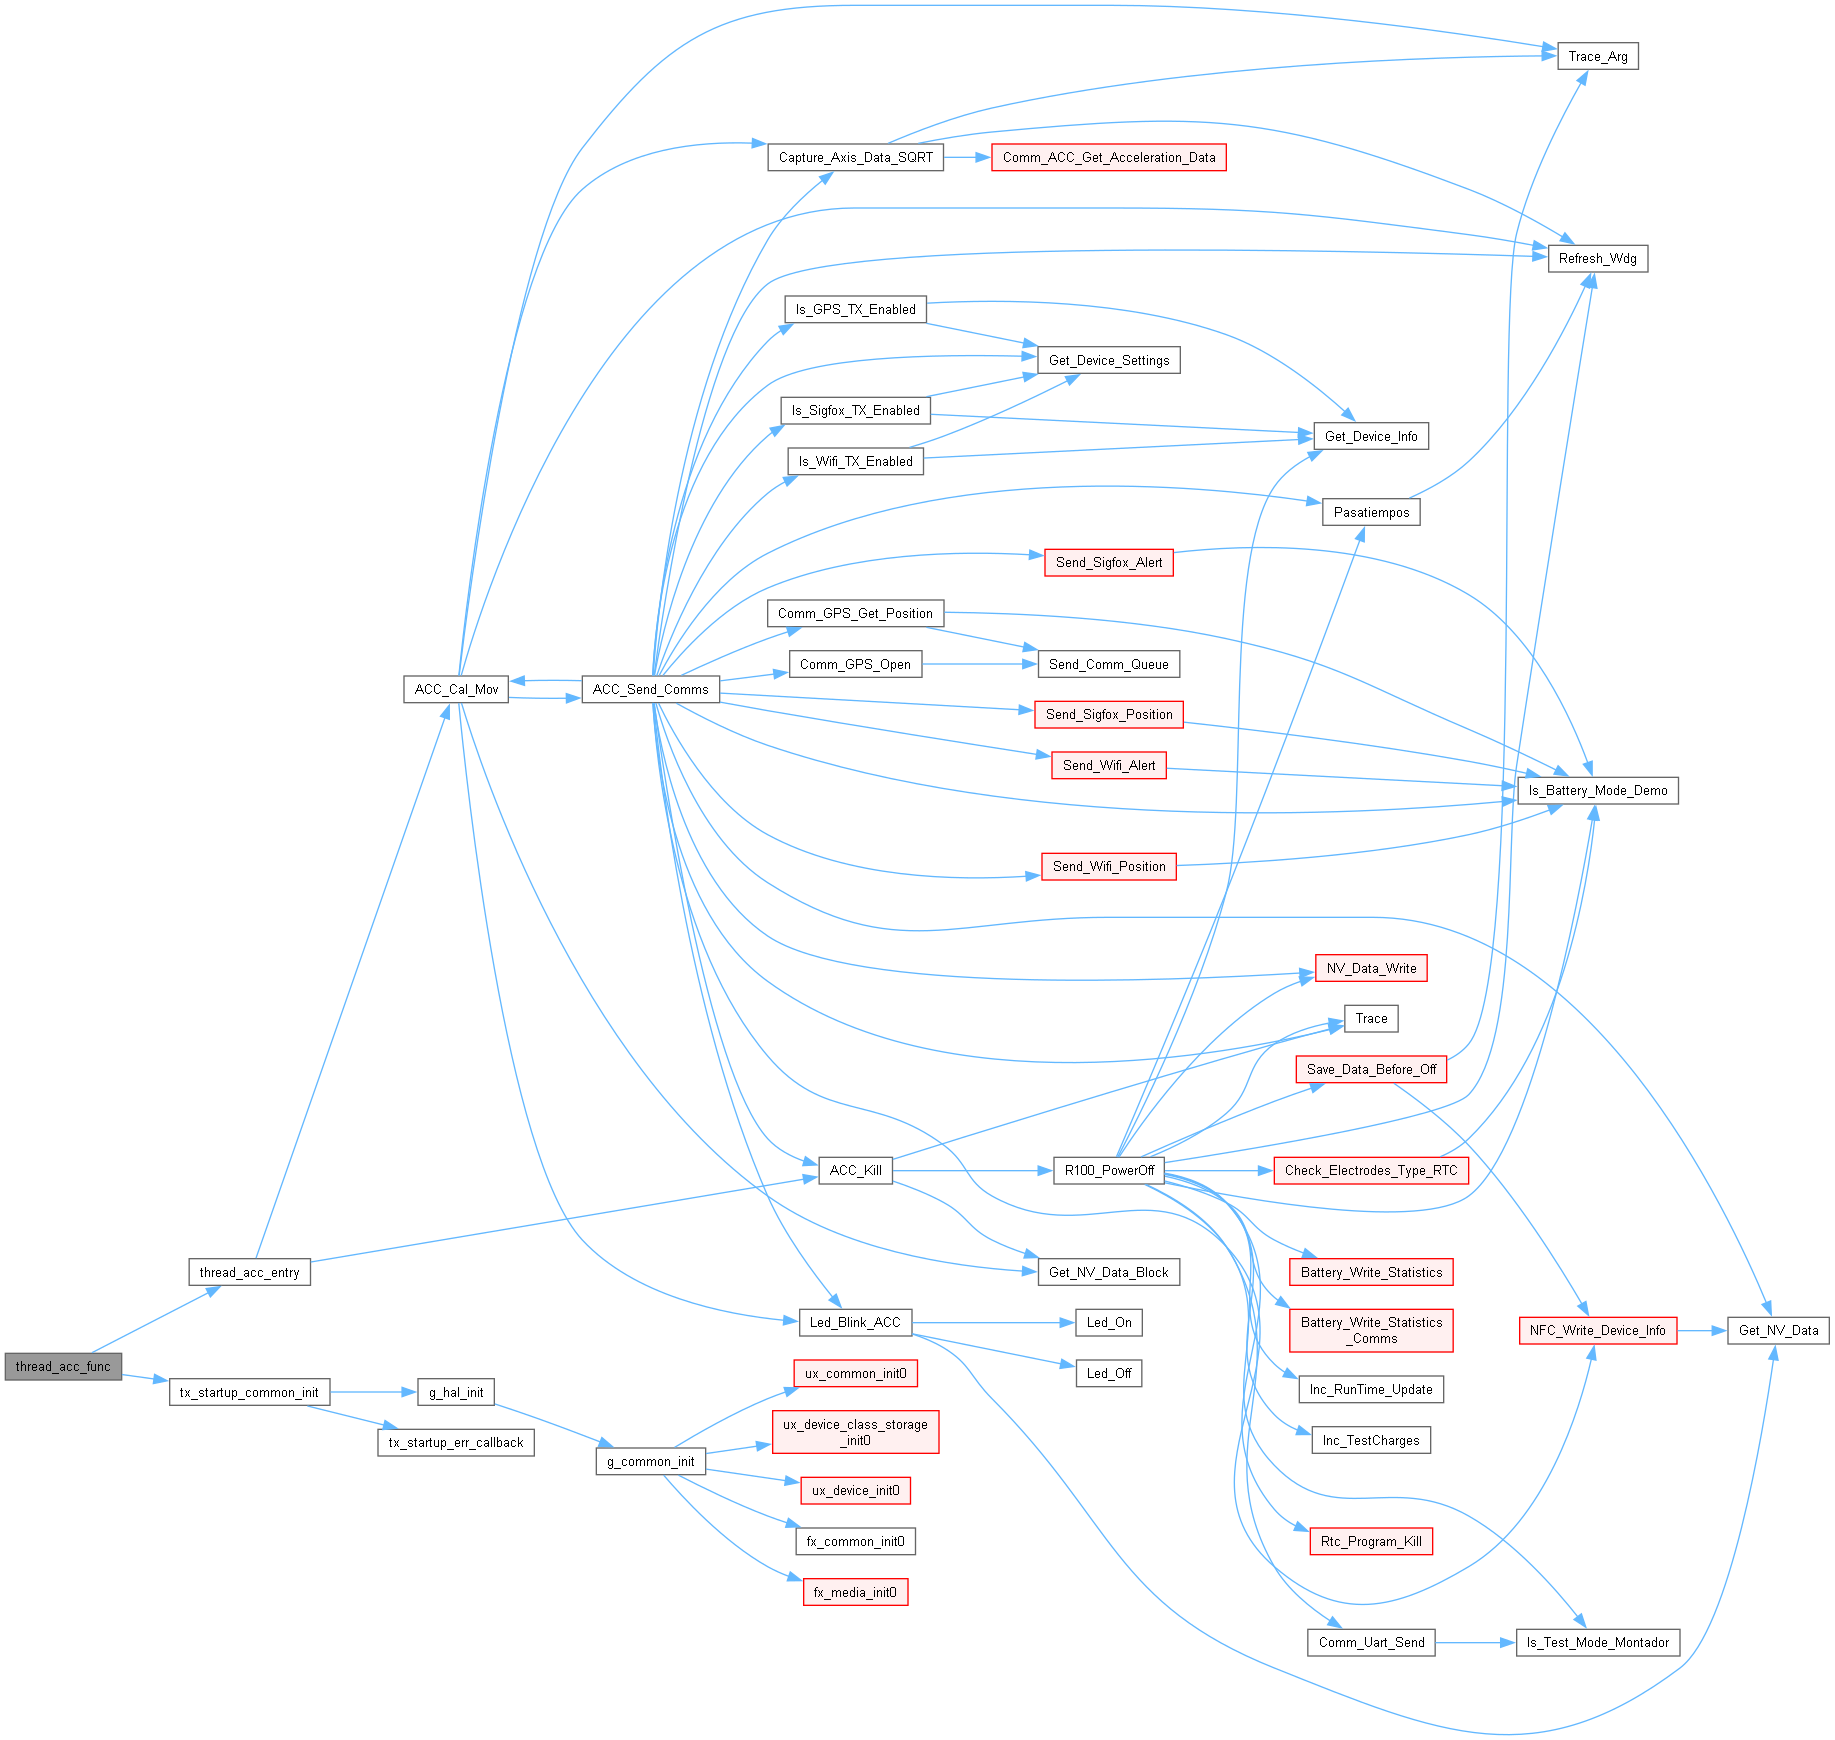 Trace_Arg
Capture_Axis_Data_SQRT
Comm_ACC_Get_Acceleration_Data
Refresh_Wdg
Is_GPS_TX_Enabled
Get_Device_Settings
Is_Sigfox_TX_Enabled
Get_Device_Info
Is_Wifi_TX_Enabled
Pasatiempos
Send_Sigfox_Alert
Comm_GPS_Get_Position
Comm_GPS_Open
Send_Comm_Queue
ACC_Cal_Mov
ACC_Send_Comms
Send_Sigfox_Position
Send_Wifi_Alert
Is_Battery_Mode_Demo
Send_Wifi_Position
NV_Data_Write
Trace
Save_Data_Before_Off
ACC_Kill
R100_PowerOff
Check_Electrodes_Type_RTC
thread_acc_entry
Get_NV_Data_Block
Battery_Write_Statistics
Led_Blink_ACC
Led_On
Battery_Write_Statistics
_Comms
NFC_Write_Device_Info
Get_NV_Data
thread_acc_func
ux_common_init0
Led_Off
tx_startup_common_init
g_hal_init
Inc_RunTime_Update
ux_device_class_storage
_init0
tx_startup_err_callback
Inc_TestCharges
g_common_init
ux_device_init0
fx_common_init0
Rtc_Program_Kill
fx_media_init0
Comm_Uart_Send
Is_Test_Mode_Montador